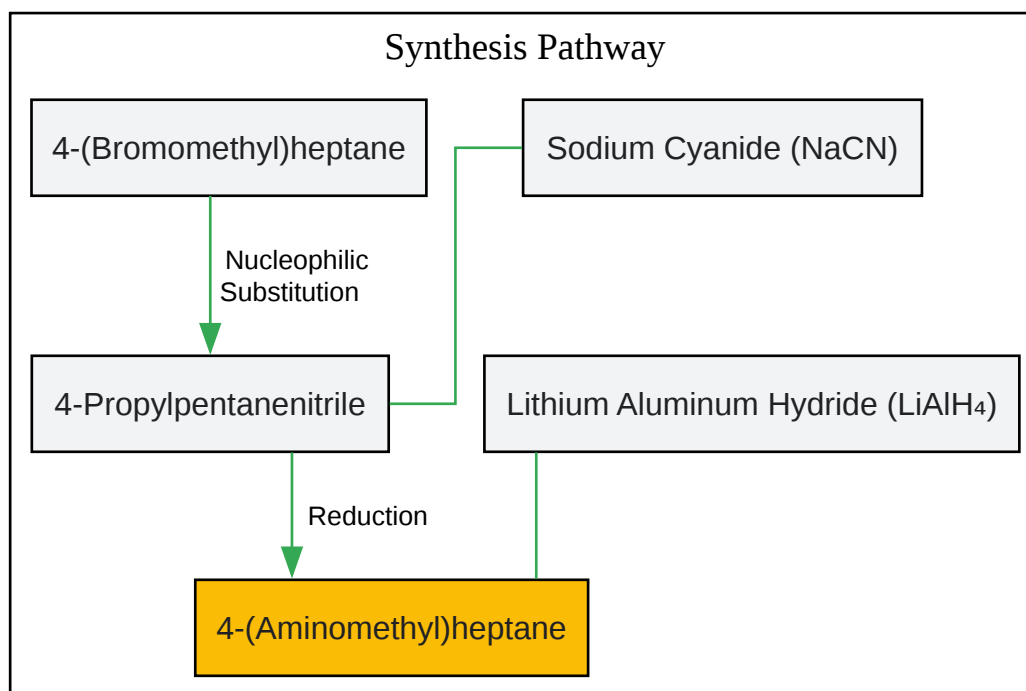 Synthesis Pathway
4-(Bromomethyl)heptane
Sodium Cyanide (NaCN)
Nucleophilic
Substitution
4-Propylpentanenitrile
Lithium Aluminum Hydride (LiAlH₄)
Reduction
4-(Aminomethyl)heptane